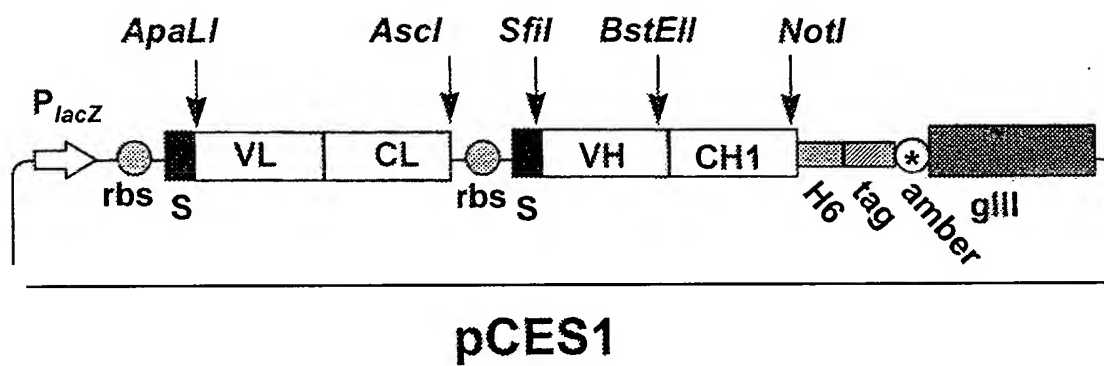 ApaLI AscI SfiI BstEII NotI
PlacZ
VL CL VH CH1 *
rbs S rbs S H6 tag amber gIII
pCES1